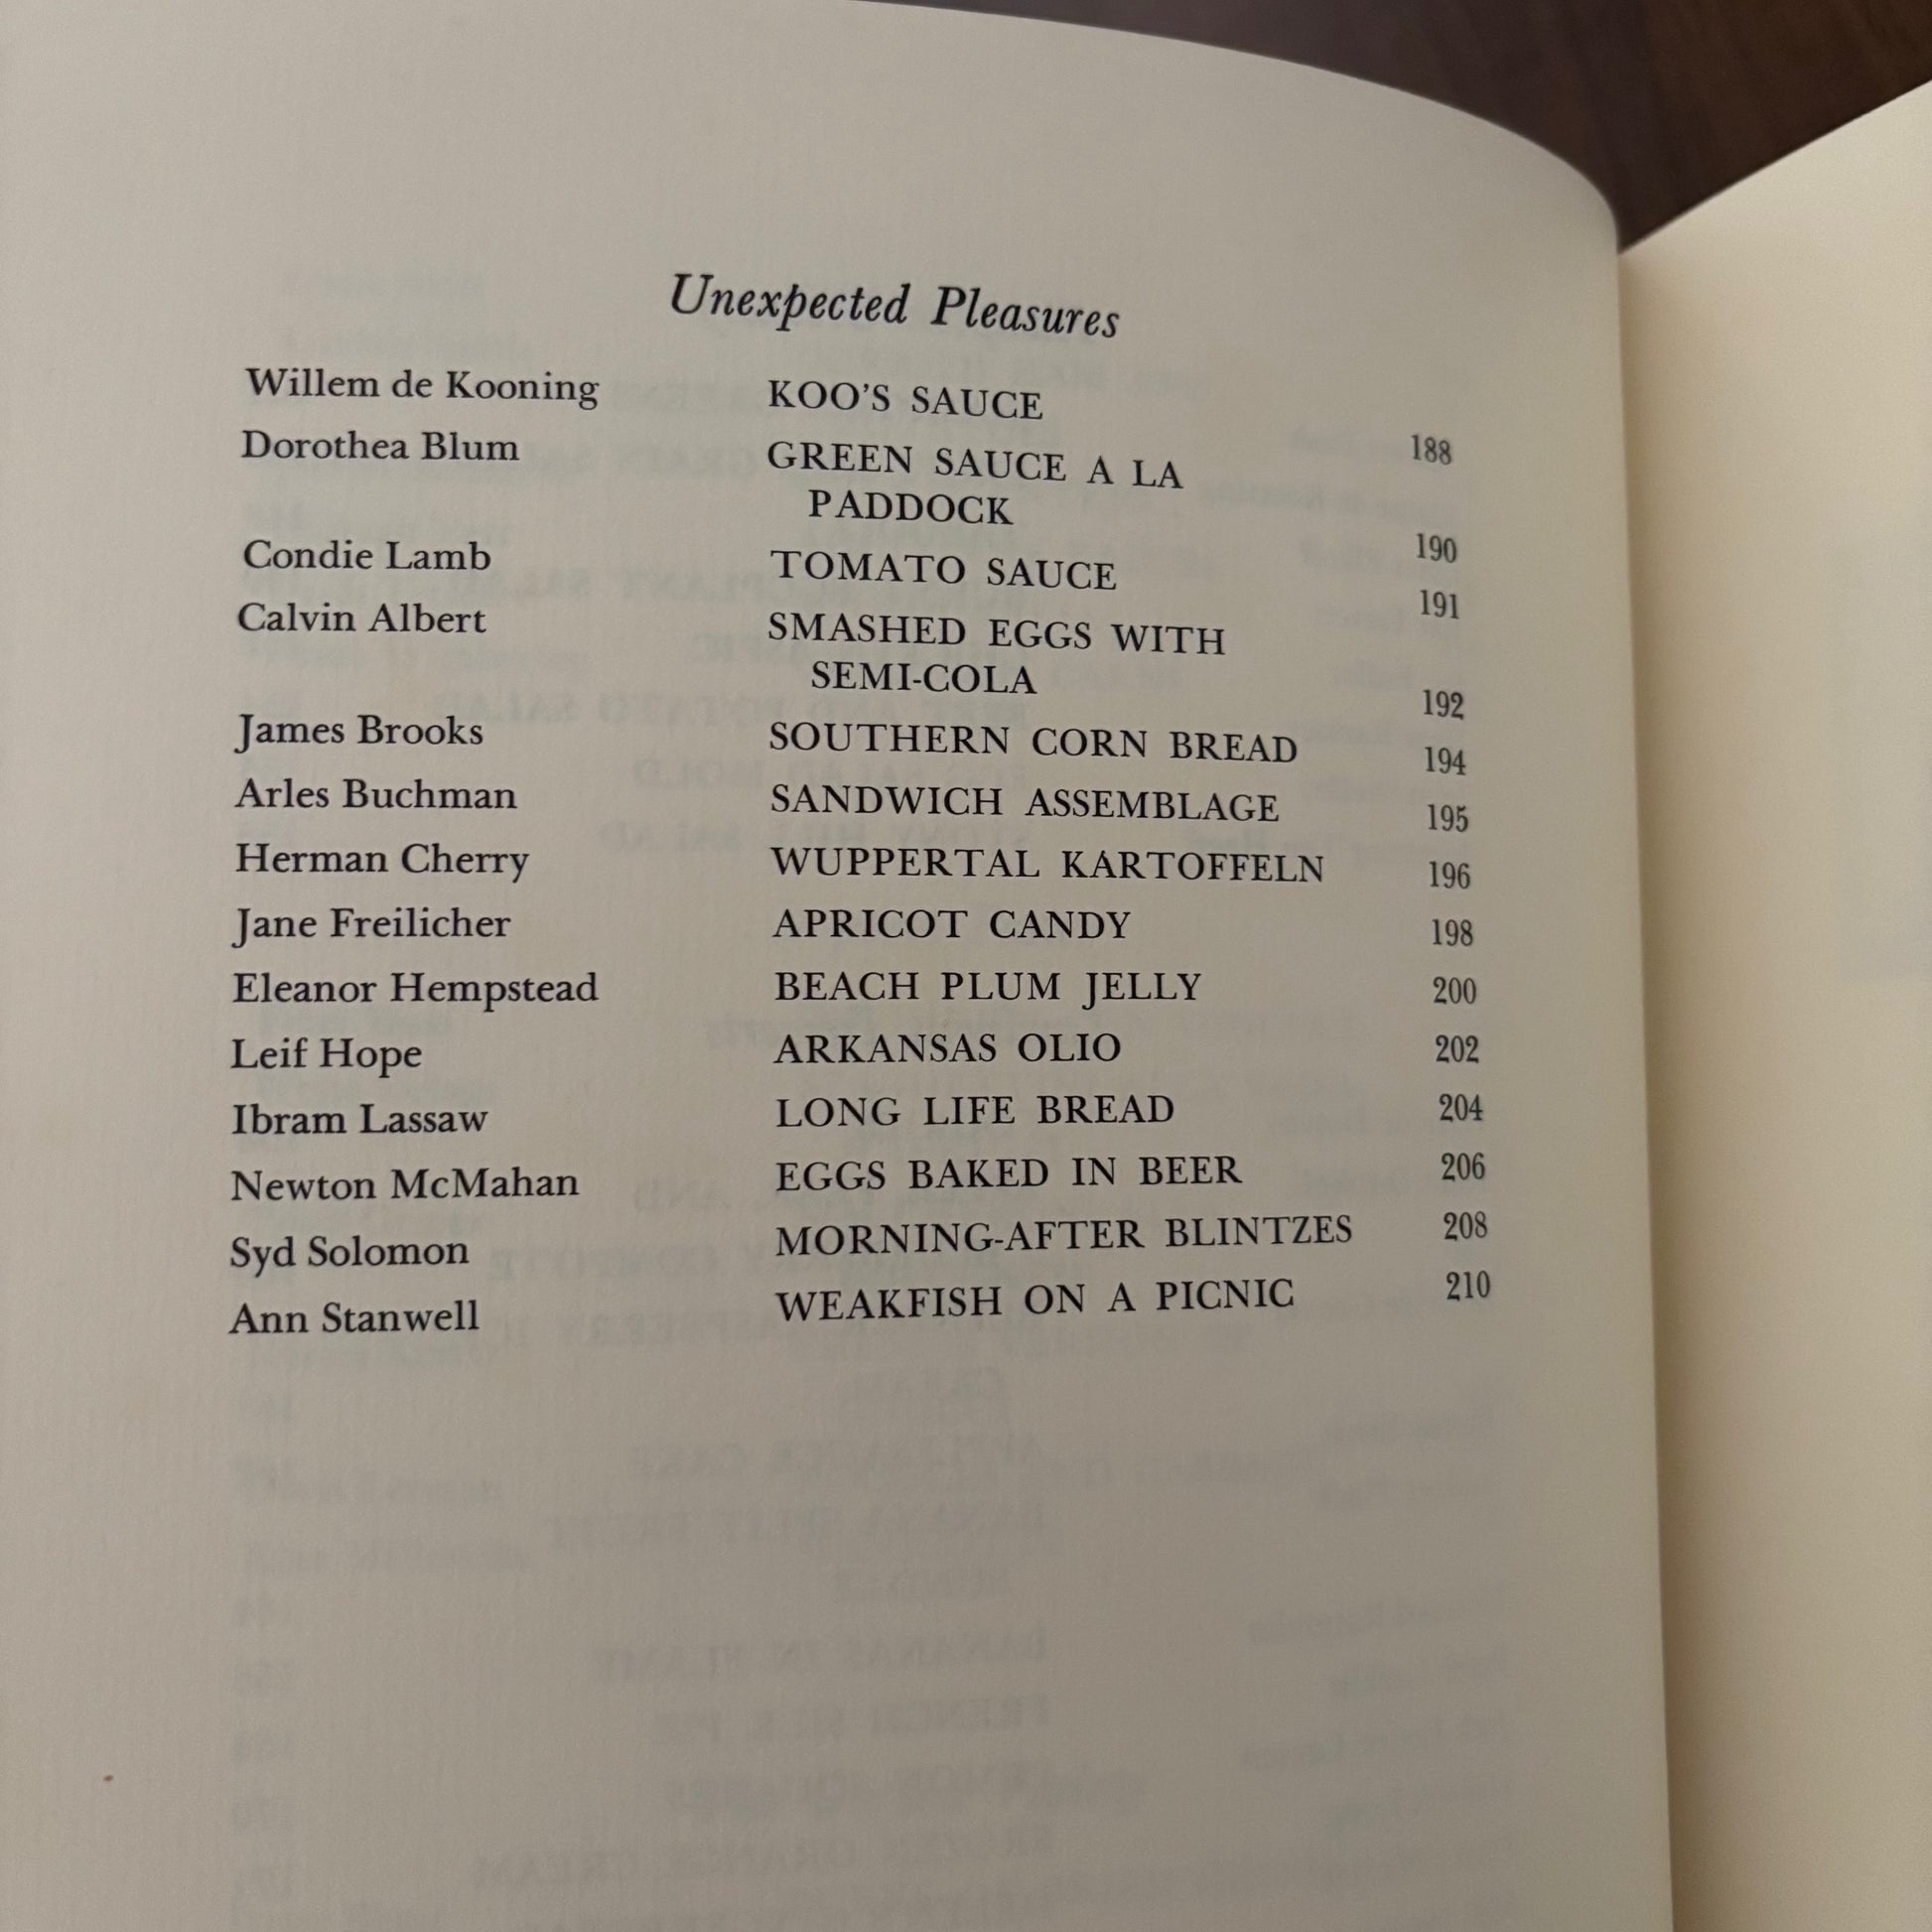 Unexpected Pleasures
Willem de Kooning KOO'S SAUCE 188
Dorothea Blum GREEN SAUCE A LA
PADDOCK 190
Condie Lamb TOMATO SAUCE 191
Calvin Albert SMASHED EGGS WITH
SEMI-COLA 192
James Brooks SOUTHERN CORN BREAD 194
Arles Buchman SANDWICH ASSEMBLAGE 195
Herman Cherry WUPPERTAL KARTOFFELN 196
Jane Freilicher APRICOT CANDY 198
Eleanor Hempstead BEACH PLUM JELLY 200
Leif Hope ARKANSAS OLIO 202
Ibram Lassaw LONG LIFE BREAD 204
Newton McMahan EGGS BAKED IN BEER 206
Syd Solomon MORNING-AFTER BLINTZES 208
Ann Stanwell WEAKFISH ON A PICNIC 210